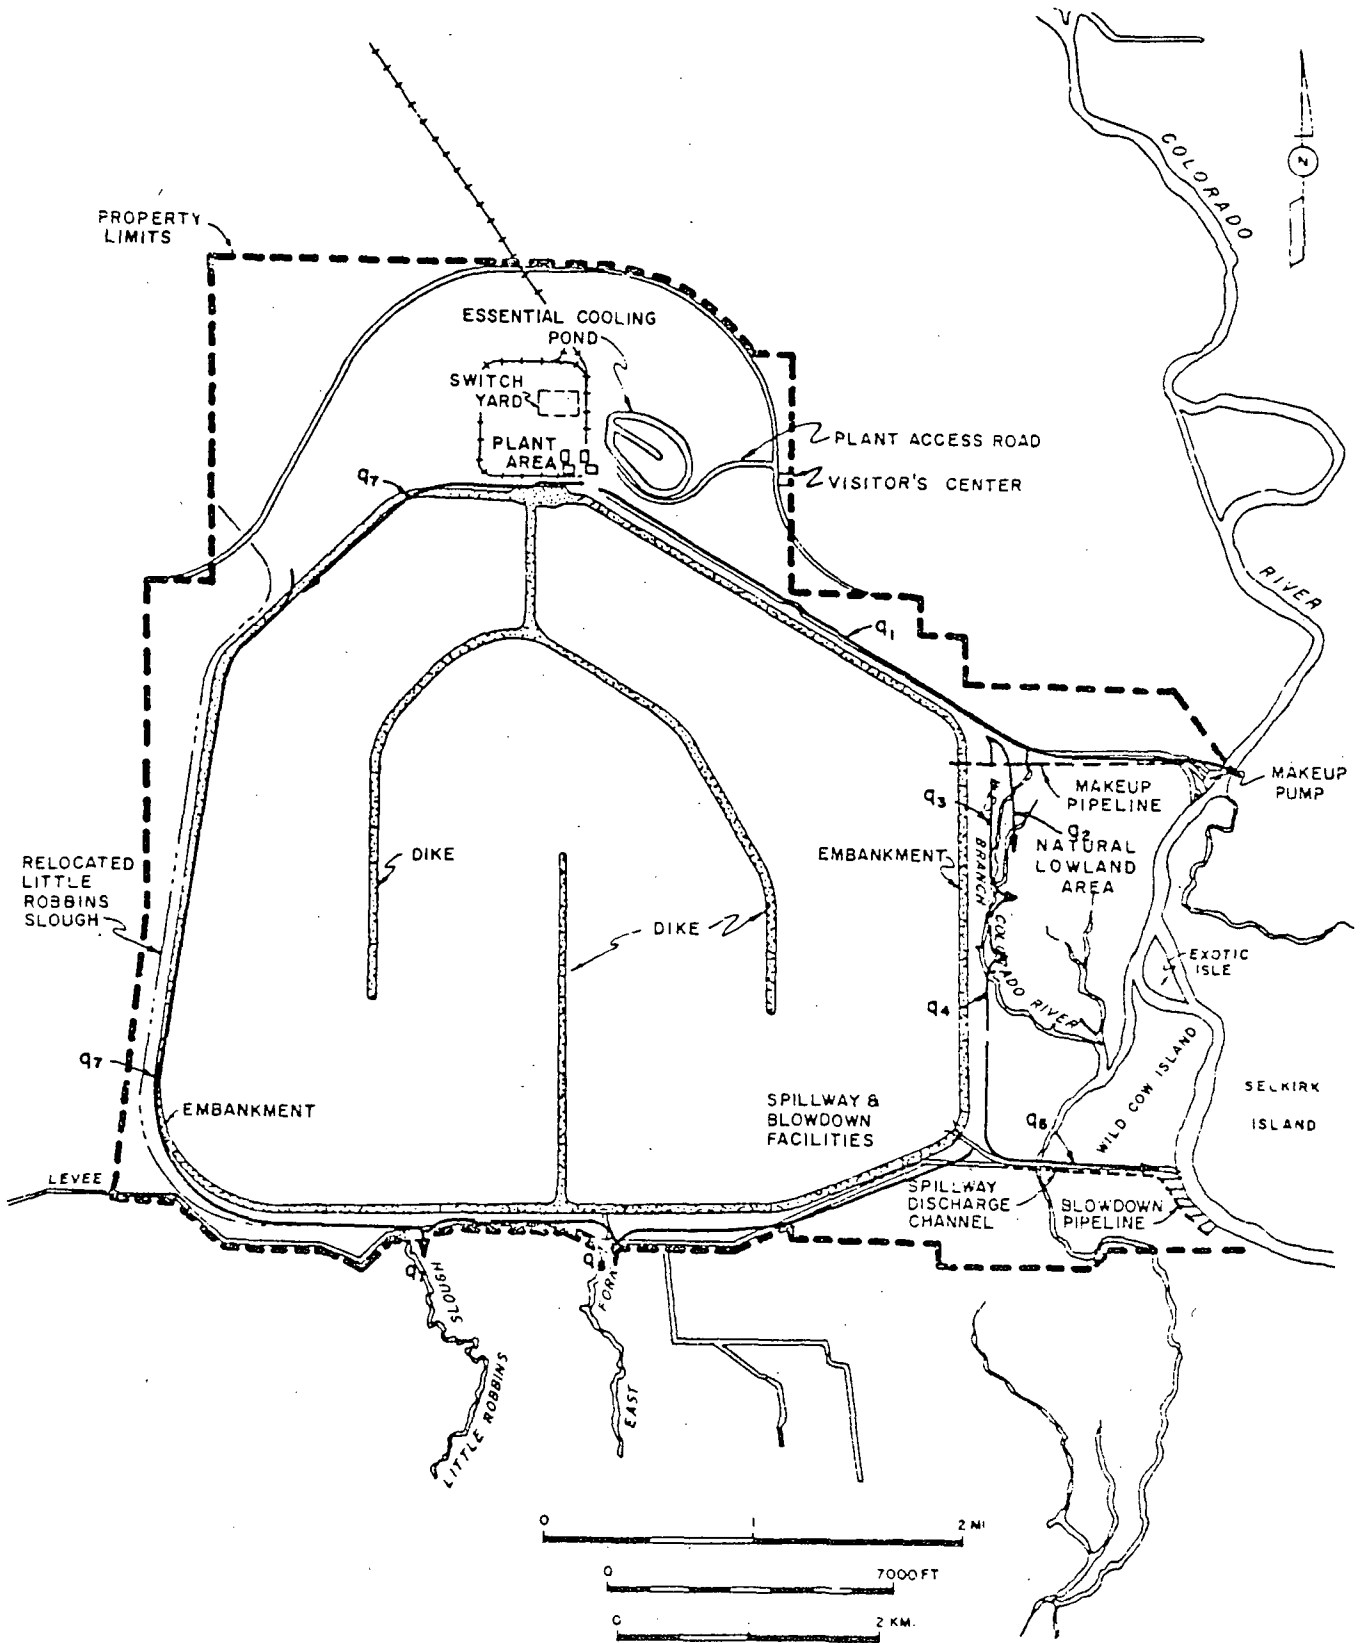 COLORADO
N
PROPERTY
LIMITS
ESSENTIAL COOLING
POND
SWITCH
YARD
PLANT
AREA
PLANT ACCESS ROAD
VISITOR'S CENTER
q7
RIVER
q1
MAKEUP
PUMP
MAKEUP
PIPELINE
q3
q2
NATURAL
LOWLAND
AREA
DIKE
EMBANKMENT
BRANCH
RELOCATED
LITTLE
ROBBINS
SLOUGH
DIKE
COLORADO RIVER
EXOTIC
ISLE
q4
WILD COW ISLAND
q7
EMBANKMENT
SPILLWAY &
BLOWDOWN
FACILITIES
SELKIRK
ISLAND
LEVEE
SPILLWAY
DISCHARGE
CHANNEL
BLOWDOWN
PIPELINE
SLOUGH
LITTLE ROBBINS
FORK
EAST
0 1 2 MI
0 7000 FT
0 2 KM.